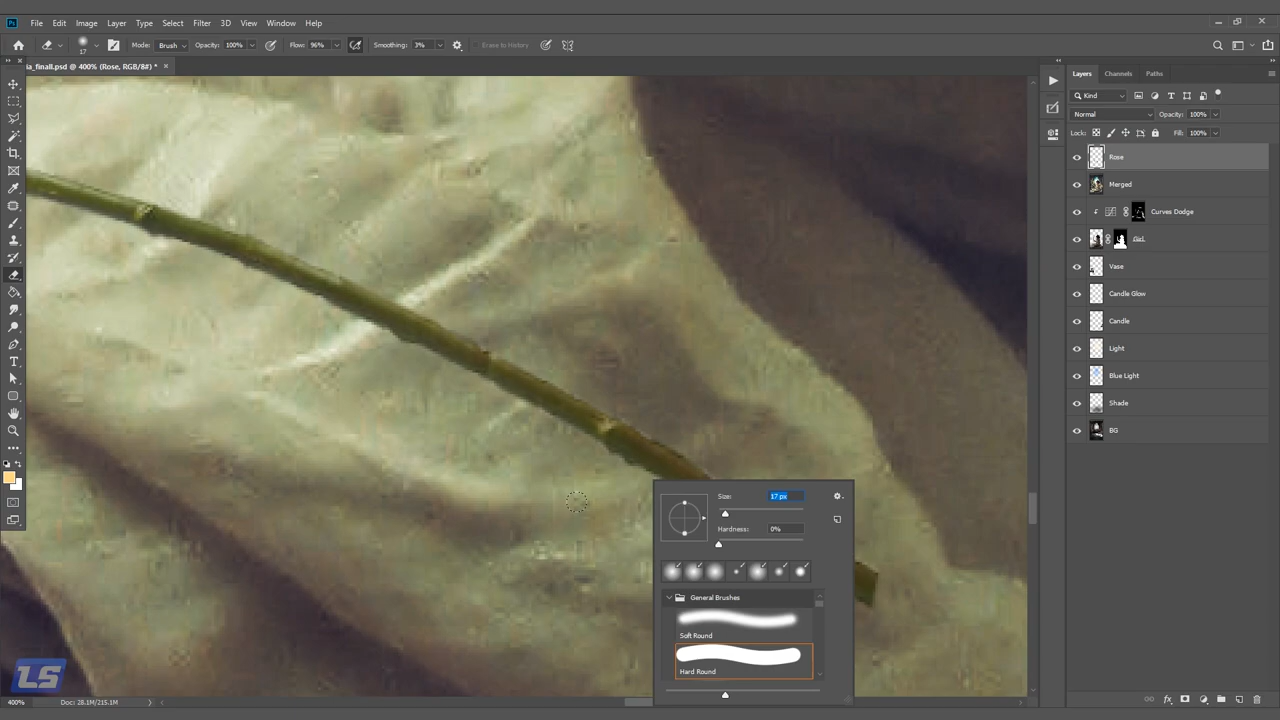 Ps File Edit Image Layer Type Select Filter 3D View Window Help
17 Mode: Brush Opacity: 100% Flow: 96% Smoothing: 3% Erase to History
ia_finall.psd @ 400% (Rose, RGB/8#) * ×
Layers Channels Paths
Kind
Normal Opacity: 100%
Lock: Fill: 100%
Rose
Merged
Curves Dodge
Girl
Vase
Candle Glow
Candle
Light
Blue Light
Shade
BG
Size: 17 px
Hardness: 0%
General Brushes
Soft Round
Hard Round
LS
400% Doc: 28.1M/215.1M
fx